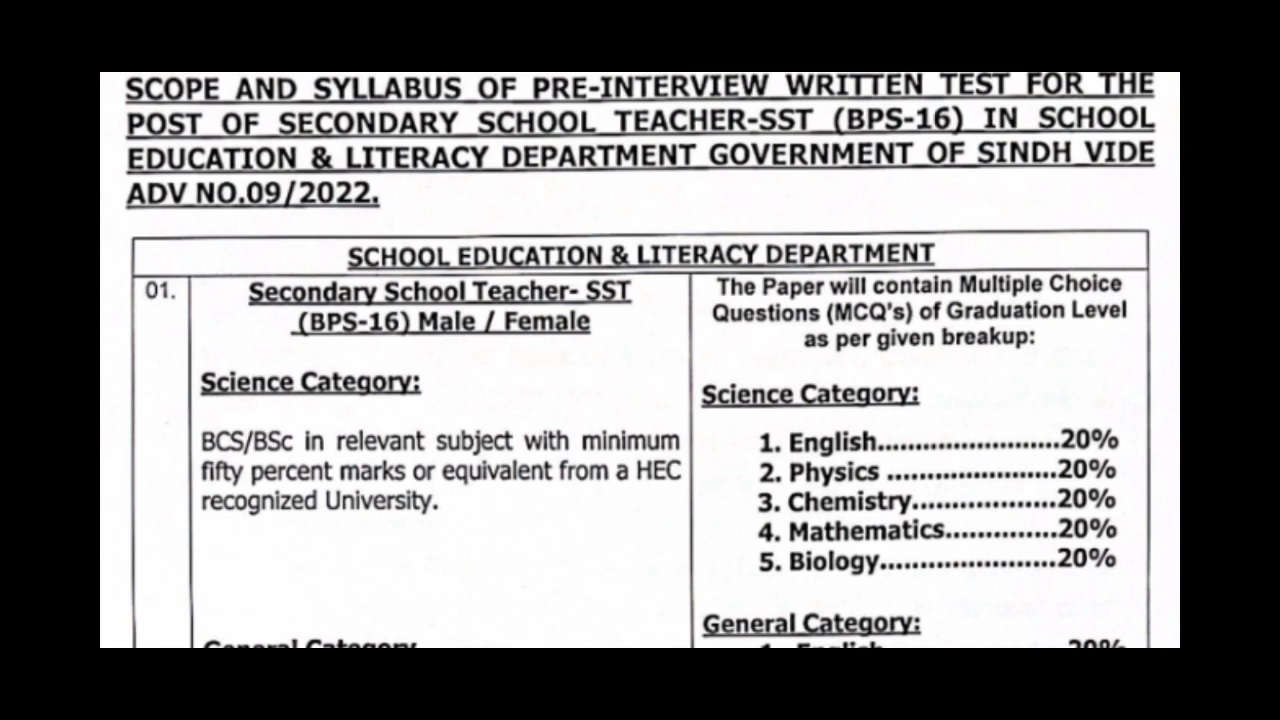 SCOPE AND SYLLABUS OF PRE-INTERVIEW WRITTEN TEST FOR THE
POST OF SECONDARY SCHOOL TEACHER-SST (BPS-16) IN SCHOOL
EDUCATION & LITERACY DEPARTMENT GOVERNMENT OF SINDH VIDE
ADV NO.09/2022.
SCHOOL EDUCATION & LITERACY DEPARTMENT
01.
Secondary School Teacher- SST
(BPS-16) Male / Female
Science Category:
BCS/BSc in relevant subject with minimum
fifty percent marks or equivalent from a HEC
recognized University.
General Category
The Paper will contain Multiple Choice
Questions (MCQ's) of Graduation Level
as per given breakup:
Science Category:
1. English.......................20%
2. Physics .....................20%
3. Chemistry..................20%
4. Mathematics..............20%
5. Biology......................20%
General Category:
1. English 20%